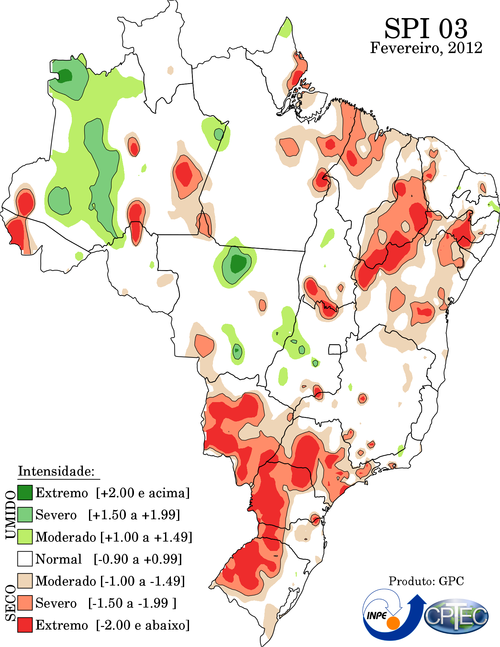 SPI 03
Fevereiro, 2012
Intensidade:
UMIDO
Extremo [+2.00 e acima]
Severo [+1.50 a +1.99]
Moderado [+1.00 a +1.49]
Normal [-0.90 a +0.99]
SECO
Moderado [-1.00 a -1.49]
Severo [-1.50 a -1.99 ]
Extremo [-2.00 e abaixo]
Produto: GPC
INPE
CPTEC